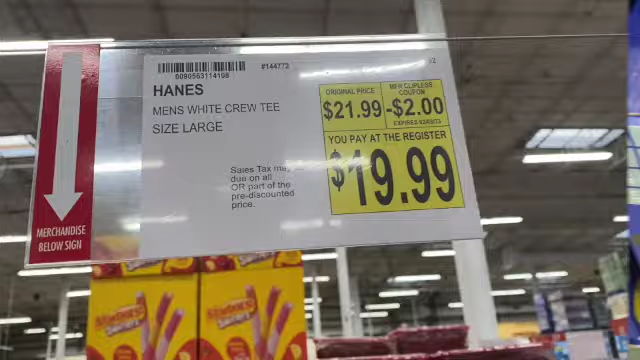 6090563114108
#144773
12
HANES
MENS WHITE CREW TEE
SIZE LARGE
ORIGINAL PRICE
$21.99
MFR CLIPLESS
COUPON
-$2.00
YOU PAY AT THE REGISTER
$19.99
Sales Tax may
due on all
OR part of the
pre-discounted
price.
MERCHANDISE
BELOW SIGN